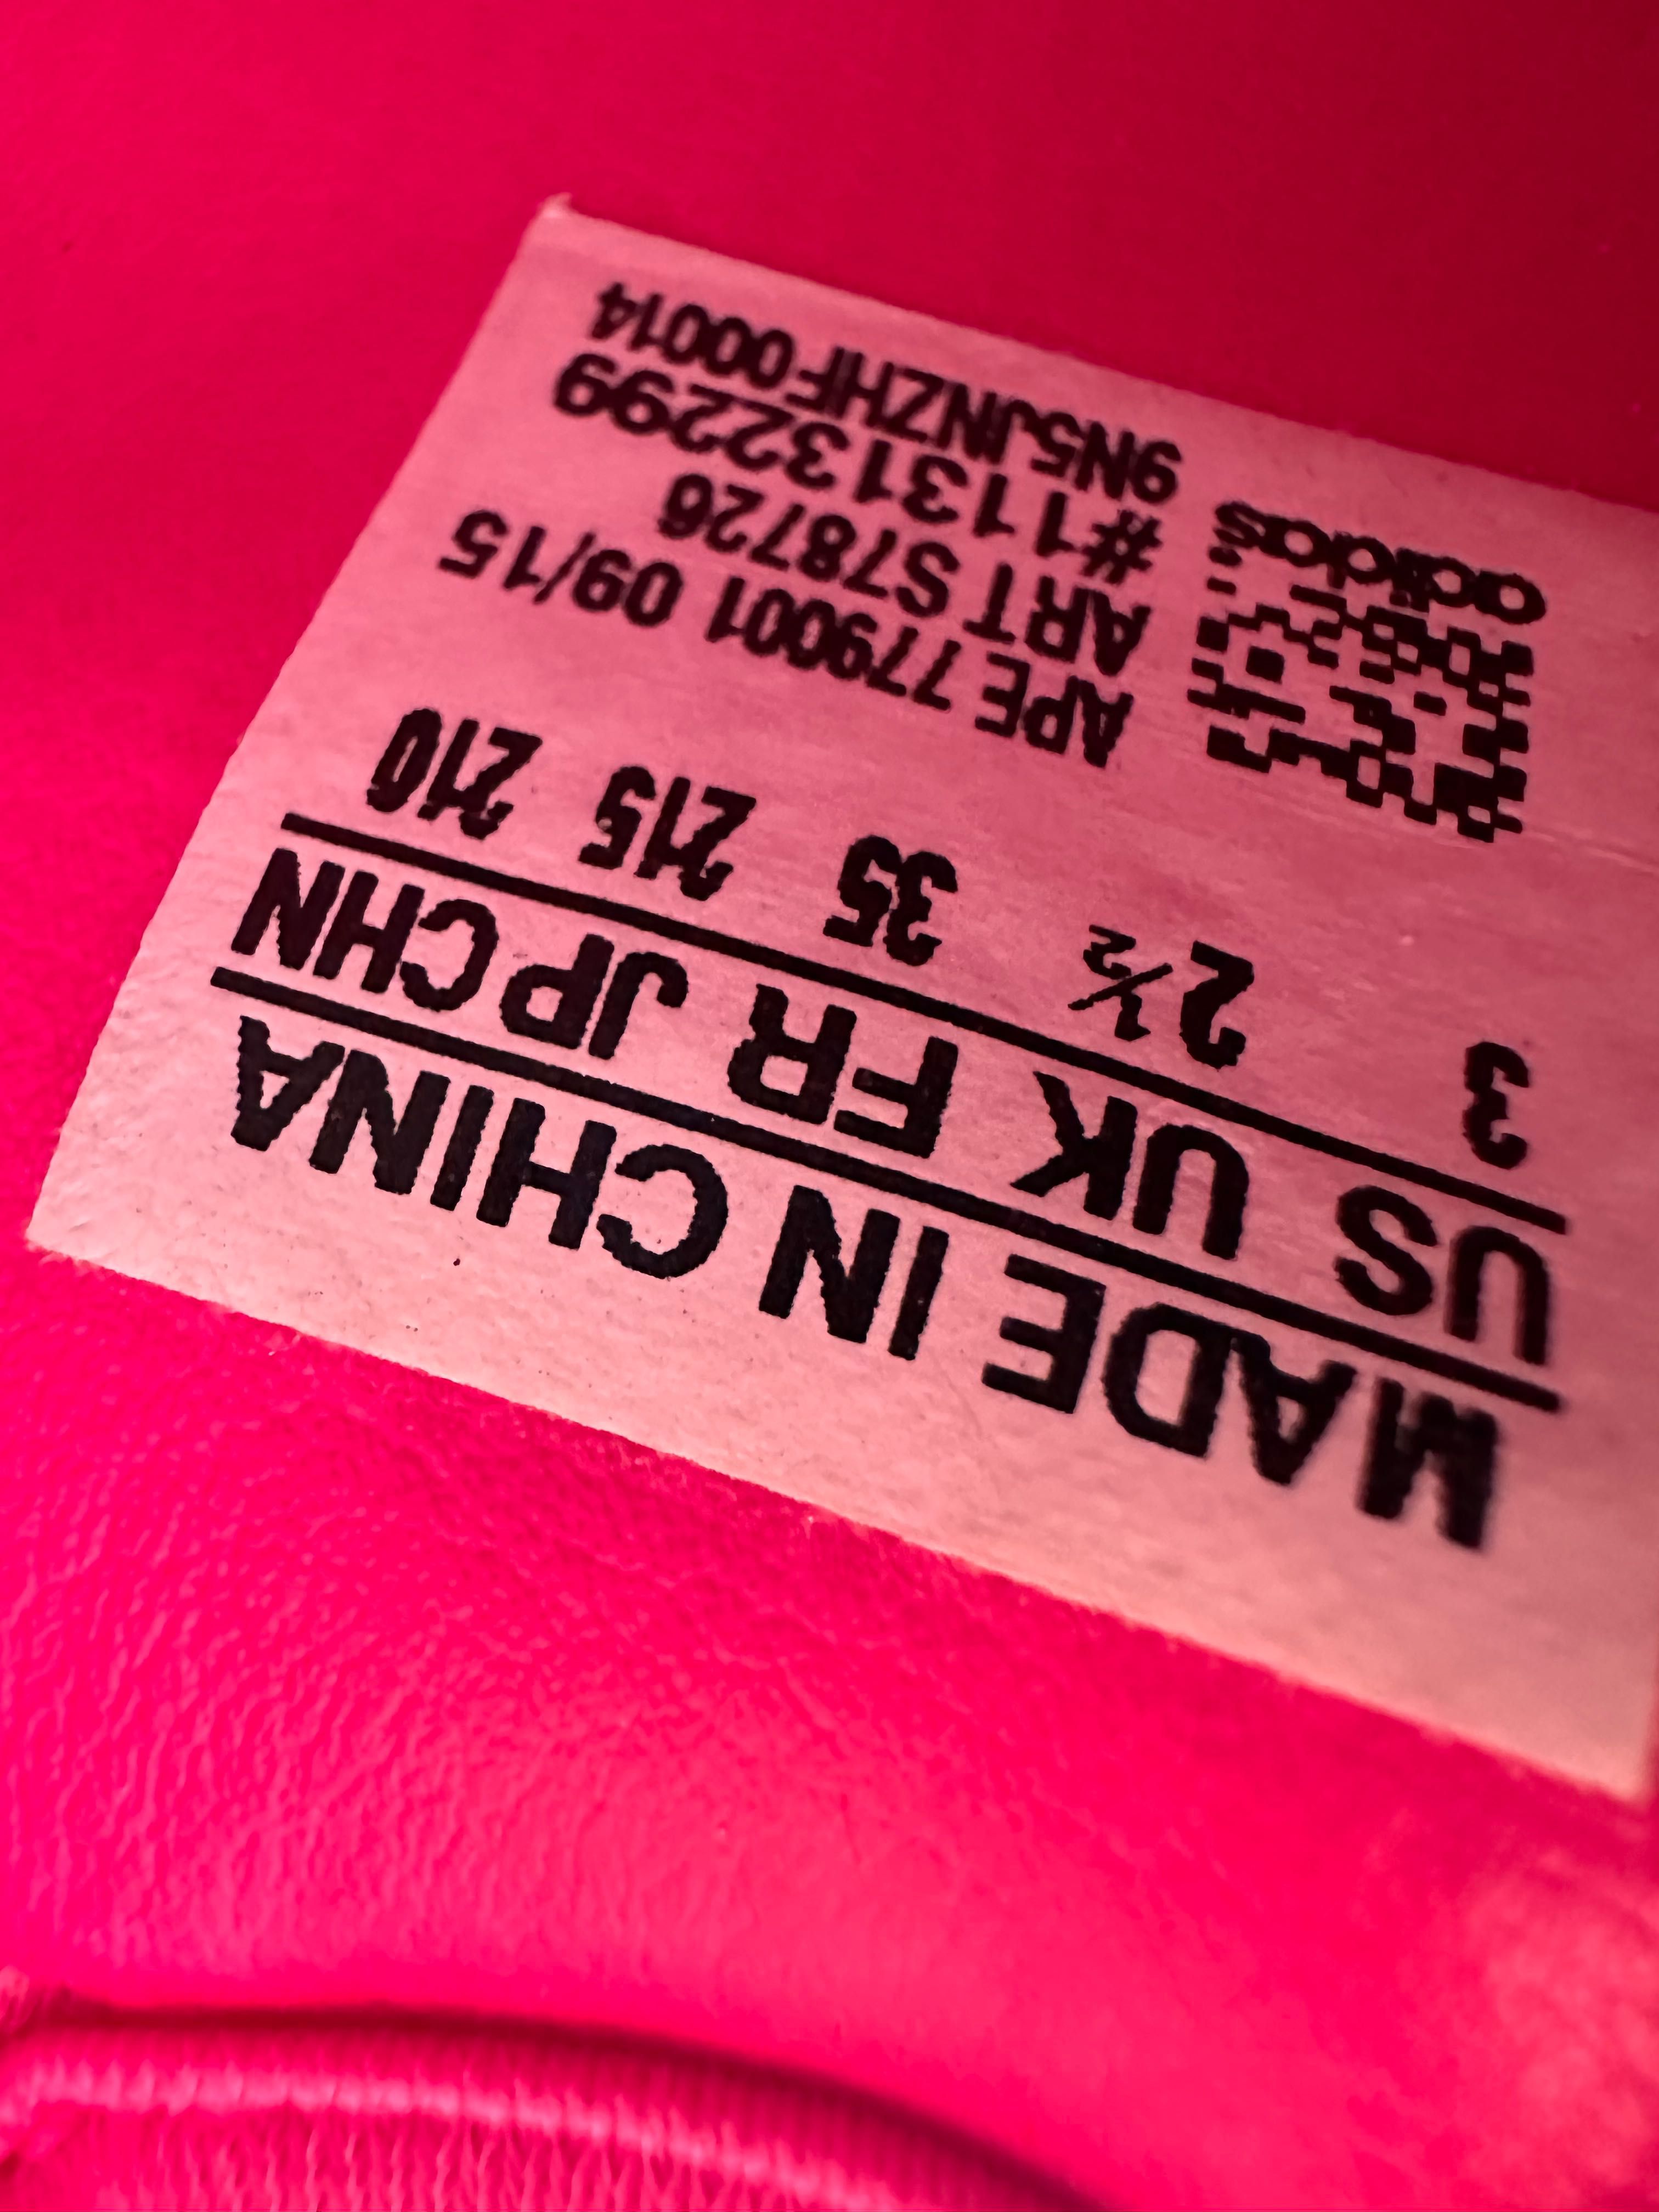 MADE IN CHINA
US UK FR JP CHN
3 2½ 35 215 210
APE 779001 09/15
ART S78726
#113132299
9N5JNZHF00014
adidas